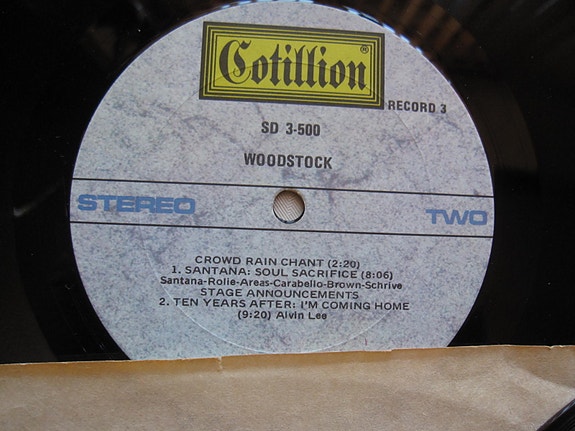 Cotillion®
RECORD 3
SD 3-500
WOODSTOCK
STEREO
TWO
CROWD RAIN CHANT (2:20)
1. SANTANA: SOUL SACRIFICE (8:06)
Santana-Rolie-Areas-Carabello-Brown-Schrive
STAGE ANNOUNCEMENTS
2. TEN YEARS AFTER: I'M COMING HOME
(9:20) Alvin Lee